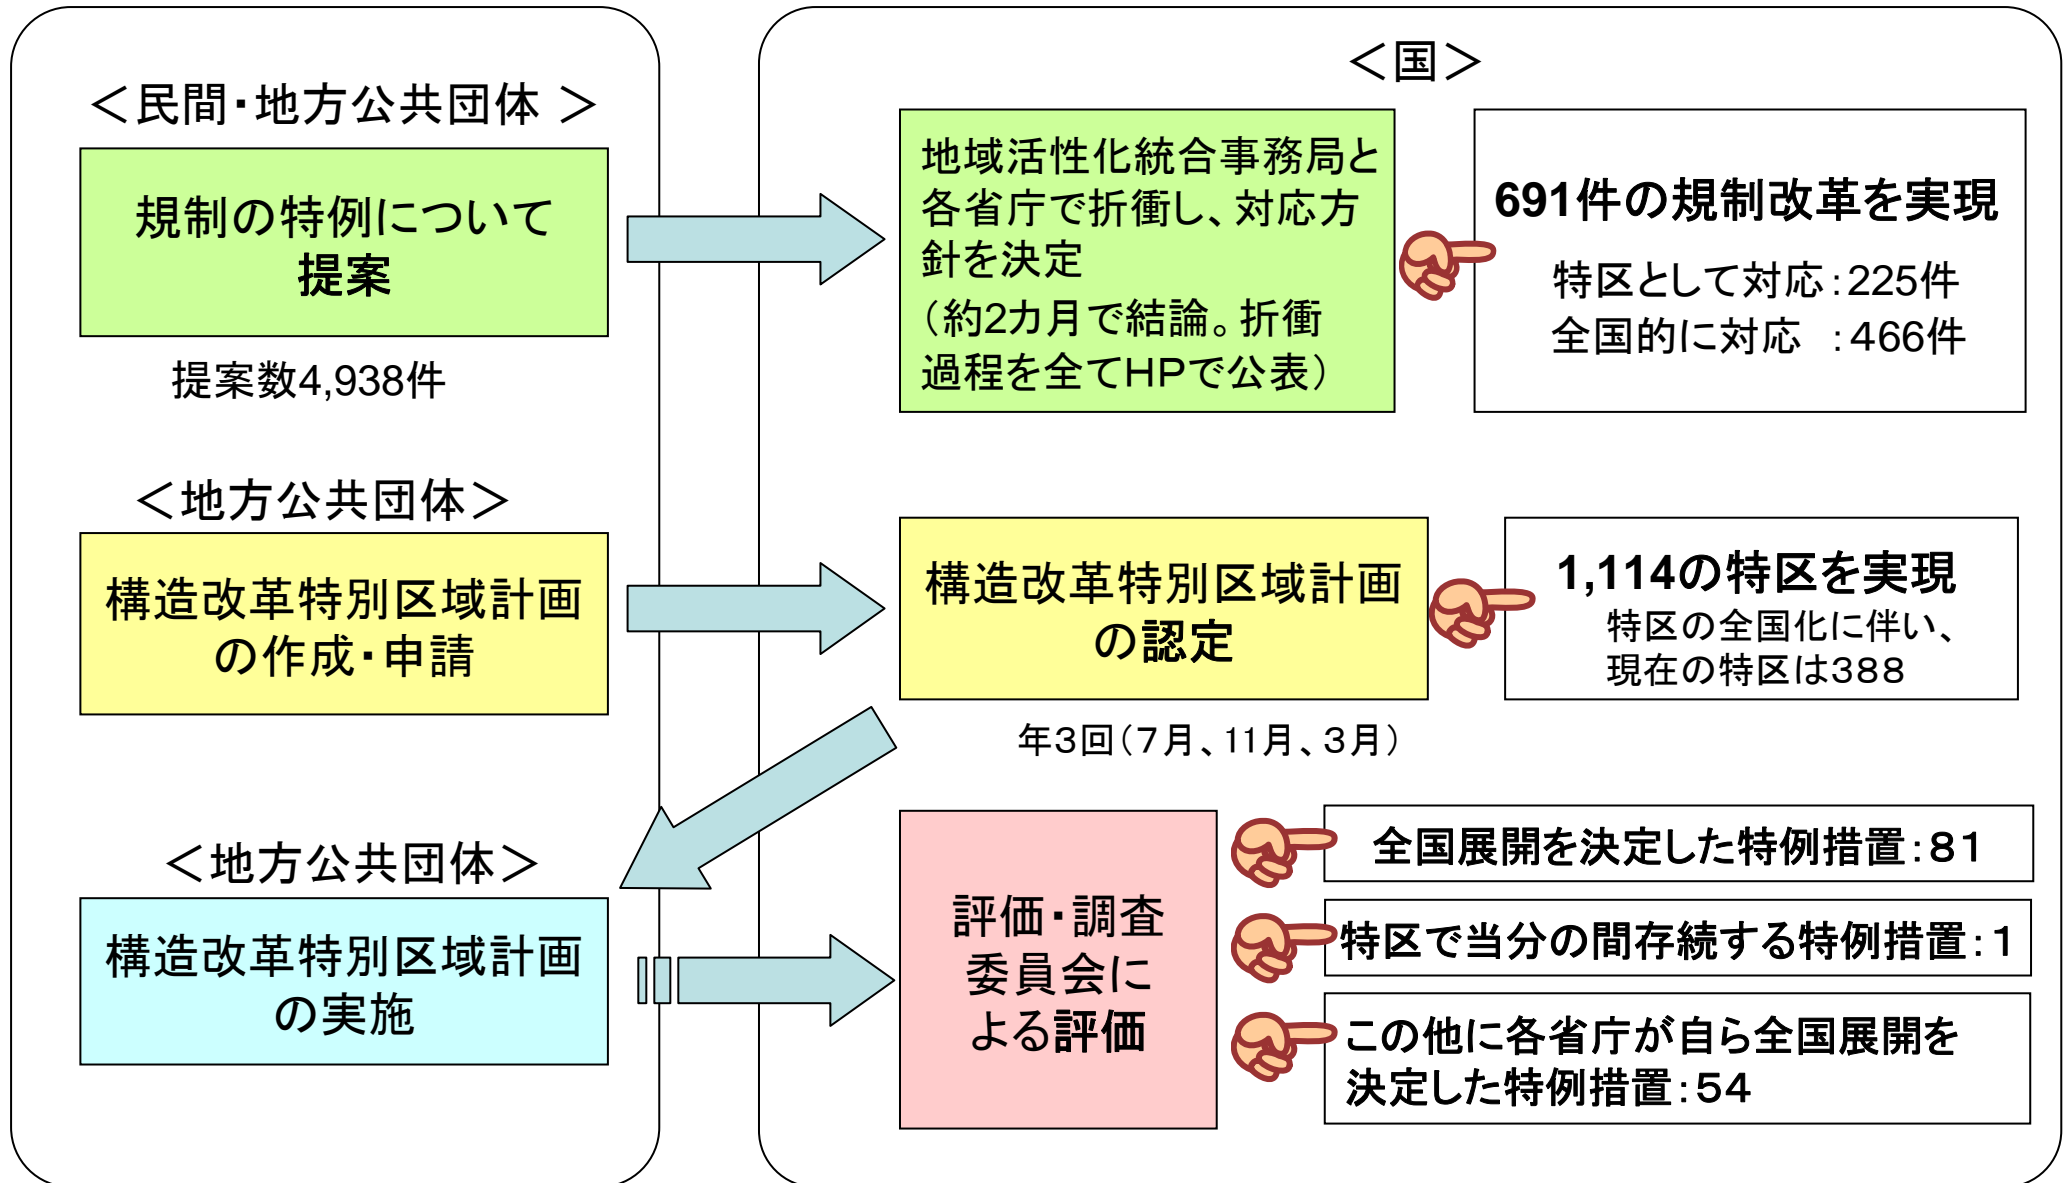 ＜民間・地方公共団体 ＞
規制の特例について
提案
提案数4,938件
＜国＞
地域活性化統合事務局と
各省庁で折衝し、対応方
針を決定
（約2カ月で結論。折衝
過程を全てHPで公表）
691件の規制改革を実現
特区として対応：225件
全国的に対応　：466件
＜地方公共団体＞
構造改革特別区域計画
の作成・申請
構造改革特別区域計画
の認定
年３回（７月、11月、３月）
1,114の特区を実現
特区の全国化に伴い、
現在の特区は３８８
＜地方公共団体＞
構造改革特別区域計画
の実施
評価・調査
委員会に
よる評価
全国展開を決定した特例措置：８１
特区で当分の間存続する特例措置：１
この他に各省庁が自ら全国展開を
決定した特例措置：５４